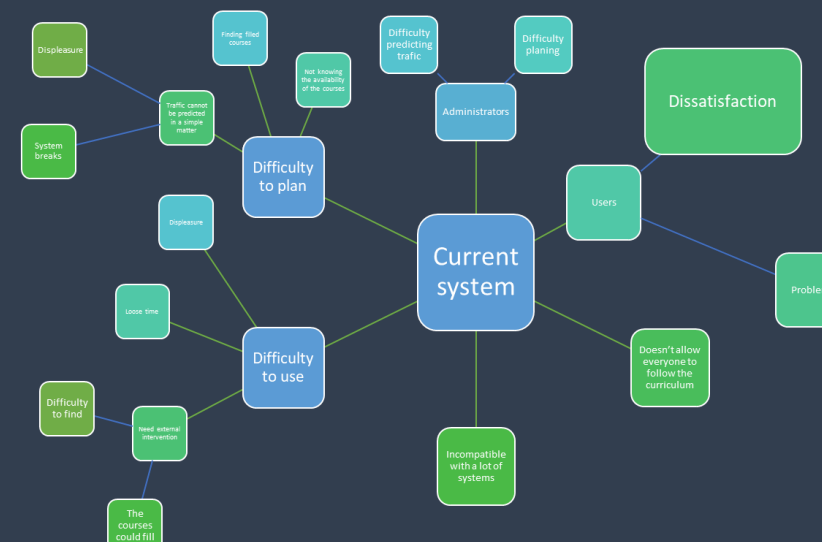 Displeasure
Finding filled
courses
Difficulty
predicting
trafic
Difficulty
planing
Not knowing
the availability
of the courses
Dissatisfaction
Traffic cannot
be predicted
in a simple
matter
Administrators
System
breaks
Difficulty
to plan
Users
Displeasure
Current
system
Proble
Loose time
Difficulty
to use
Doesn't allow
everyone to
follow the
curriculum
Difficulty
to find
Need external
intervention
Incompatible
with a lot of
systems
The
courses
could fill